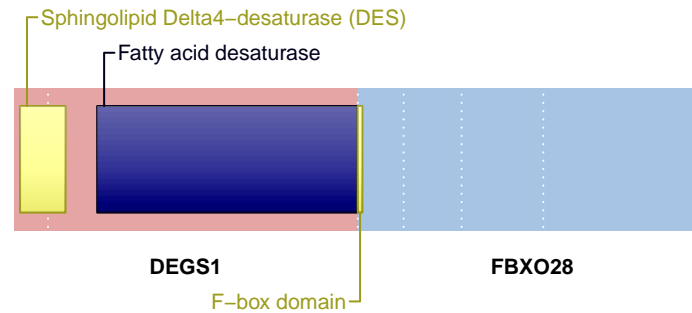 Sphingolipid Delta4−desaturase (DES)
Fatty acid desaturase
DEGS1
FBXO28
F−box domain